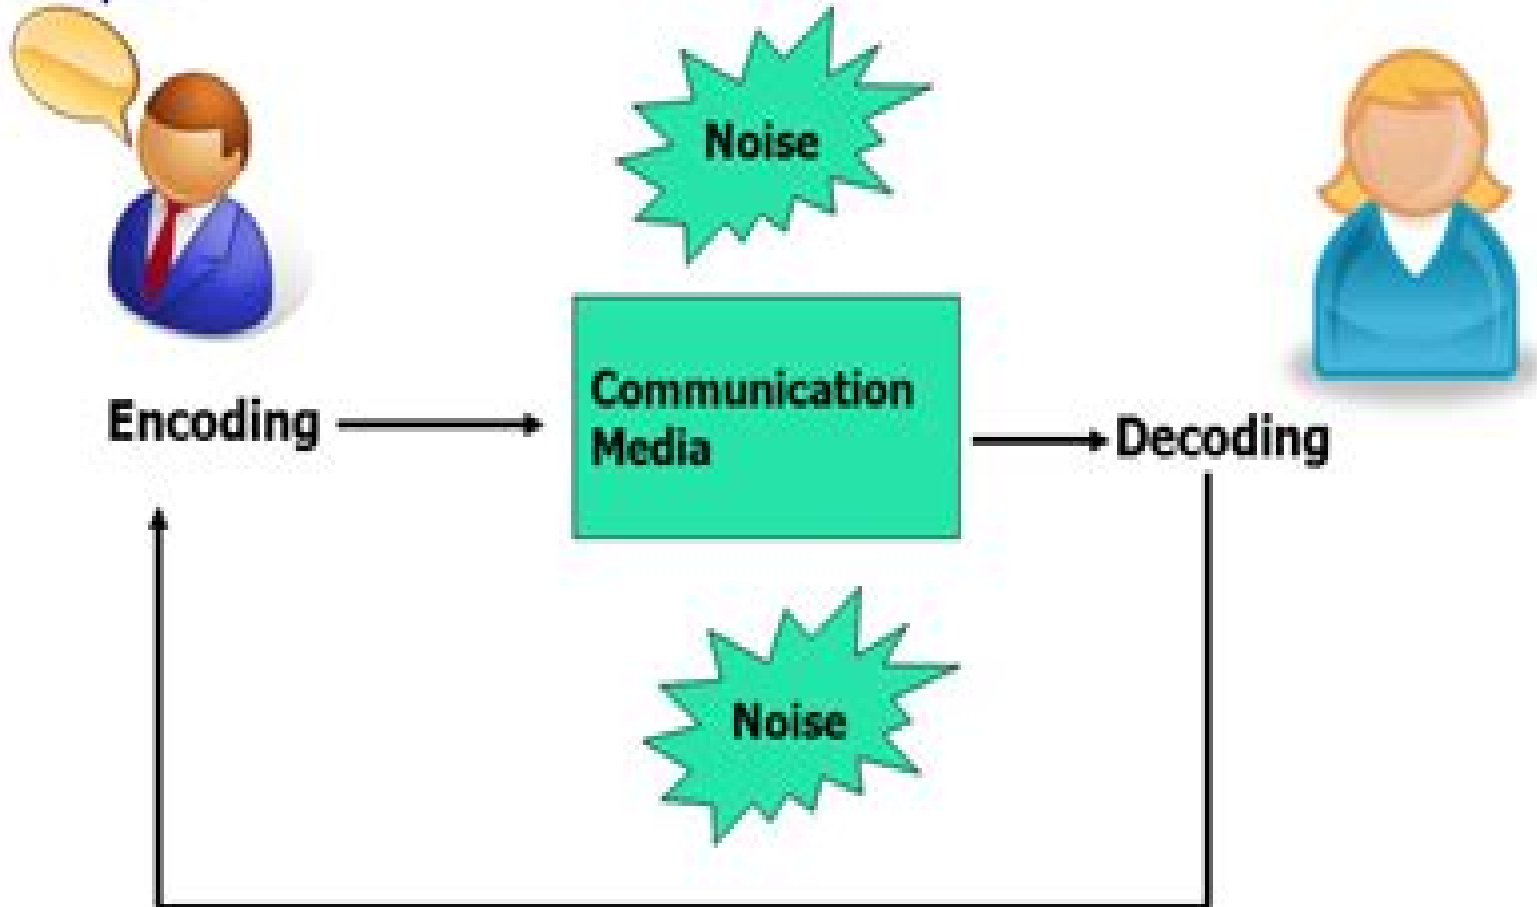 Noise
Communication
Media
Encoding
Decoding
Noise